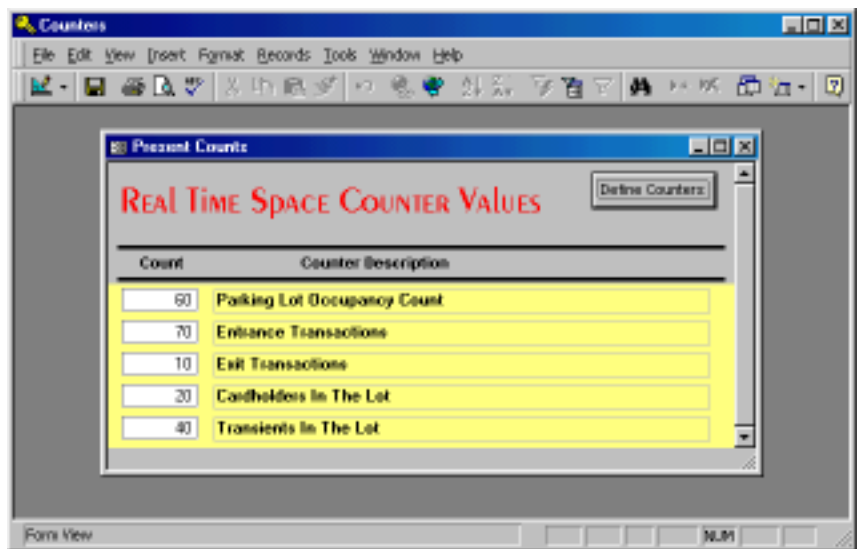 Counters
File Edit View Insert Format Records Tools Window Help
Present Counts
Real Time Space Counter Values
Define Counters
Count Counter Description
60 Parking Lot Occupancy Count
70 Entrance Transactions
10 Exit Transactions
20 Cardholders In The Lot
40 Transients In The Lot
Form View NUM